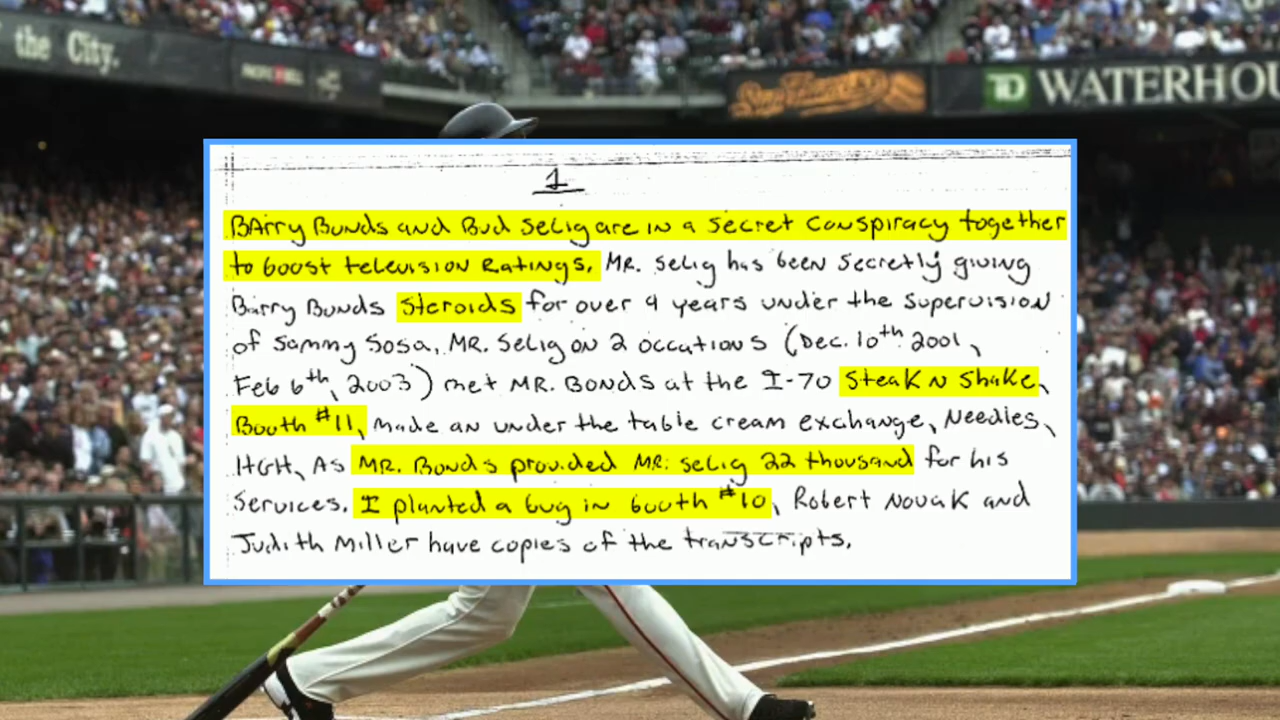 the City.
PACIFIC BELL
San Francisco
TD WATERHOU
1
BArry Bonds and Bud Selig are in a secret conspiracy together
to boost television Ratings. MR. Selig has been secretly giving
Barry Bonds steroids for over 4 years under the supervision
of Sammy Sosa, MR. Selig on 2 occations (Dec. 10th 2001,
Feb 6th, 2003) met MR. Bonds at the I-70 Steak N Shake,
Booth #11, made an under the table cream exchange, Needles,
HGH, As MR. Bonds provided MR. Selig 22 thousand for his
Services. I planted a bug in booth #10, Robert Novak and
Judith Miller have copies of the transcripts.